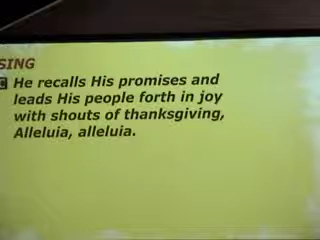 SING
C He recalls His promises and
leads His people forth in joy
with shouts of thanksgiving,
Alleluia, alleluia.